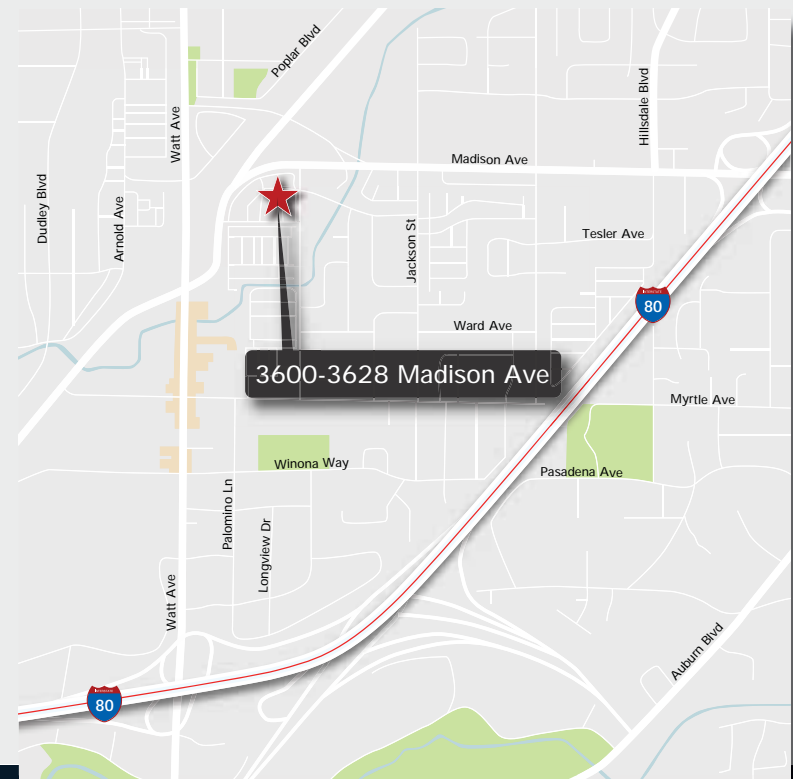 Poplar Blvd
Hillsdale Blvd
Watt Ave
Madison Ave
Dudley Blvd
Arnold Ave
Jackson St
Tesler Ave
INTERSTATE
80
Ward Ave
3600-3628 Madison Ave
Myrtle Ave
Winona Way
Pasadena Ave
Palomino Ln
Longview Dr
Watt Ave
Auburn Blvd
INTERSTATE
80